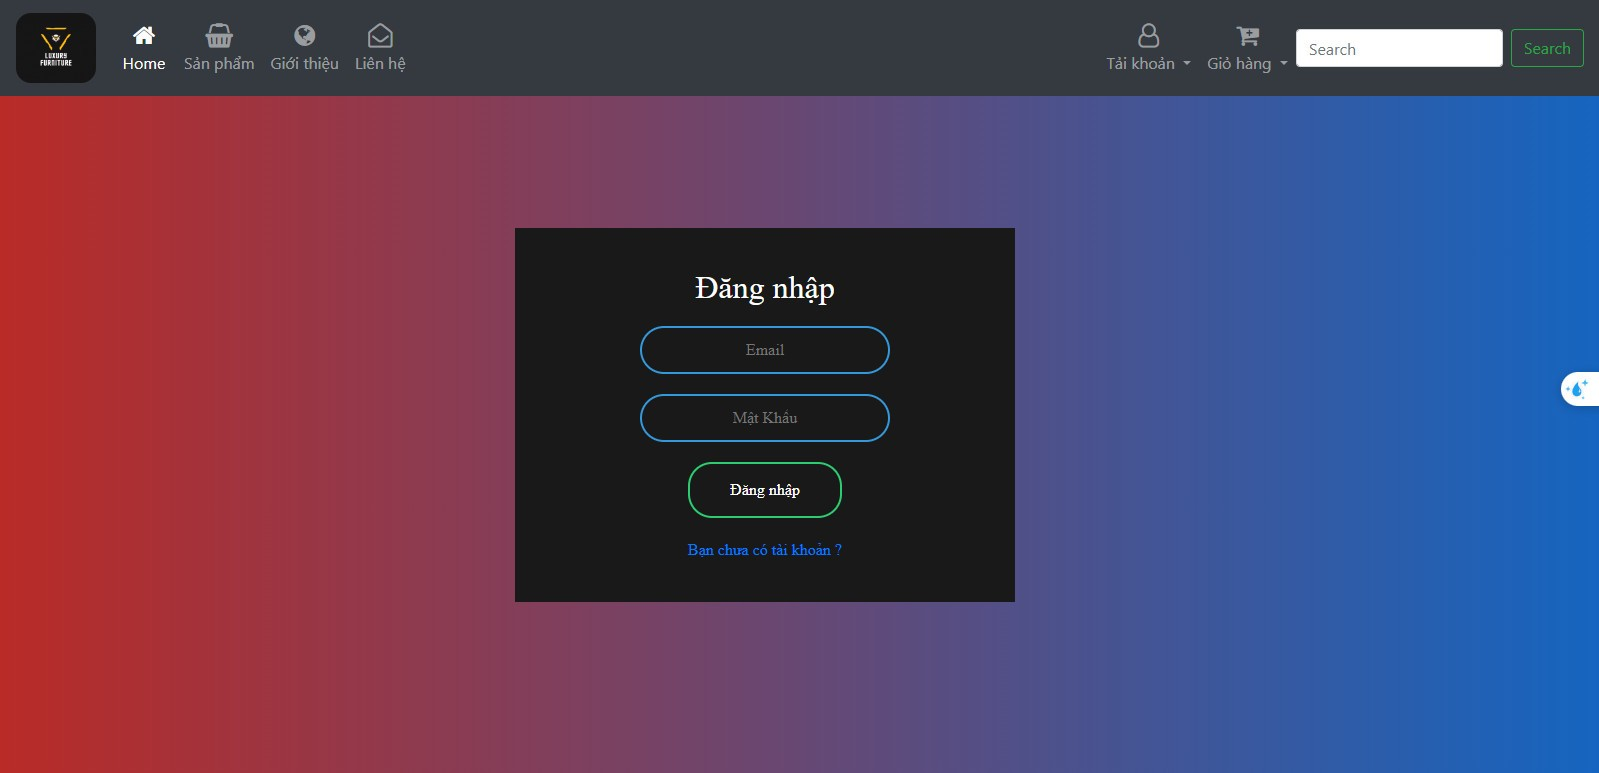 LUXURY
FURNITURE
Home
Sản phẩm
Giới thiệu
Liên hệ
Tài khoản
Giỏ hàng
Search
Search
Đăng nhập
Email
Mật Khẩu
Đăng nhập
Bạn chưa có tài khoản ?